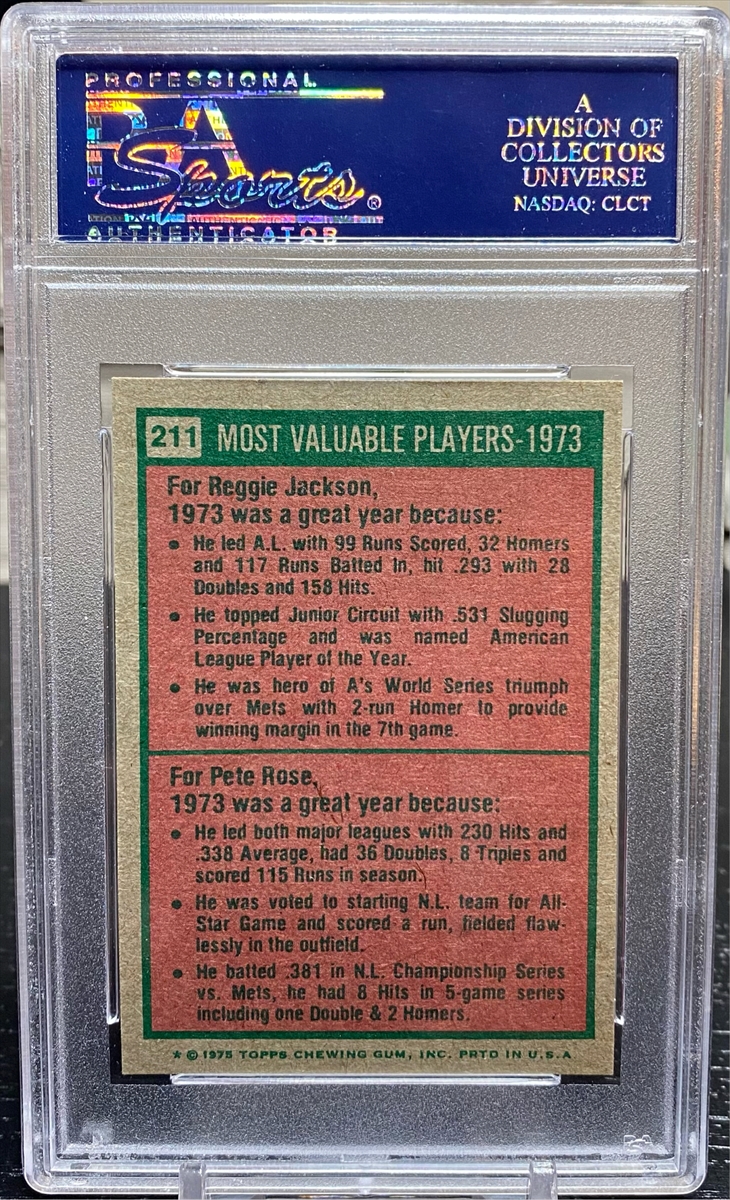 PROFESSIONAL
Sports®
AUTHENTICATOR
A
DIVISION OF
COLLECTORS
UNIVERSE
NASDAQ: CLCT
211 MOST VALUABLE PLAYERS-1973
For Reggie Jackson,
1973 was a great year because:
• He led A.L. with 99 Runs Scored, 32 Homers
and 117 Runs Batted In, hit .293 with 28
Doubles and 158 Hits.
• He topped Junior Circuit with .531 Slugging
Percentage and was named American
League Player of the Year.
• He was hero of A's World Series triumph
over Mets with 2-run Homer to provide
winning margin in the 7th game.
For Pete Rose,
1973 was a great year because:
• He led both major leagues with 230 Hits and
.338 Average, had 36 Doubles, 8 Triples and
scored 115 Runs in season.
• He was voted to starting N.L. team for All-
Star Game and scored a run, fielded flaw-
lessly in the outfield.
• He batted .381 in N.L. Championship Series
vs. Mets, he had 8 Hits in 5-game series
including one Double & 2 Homers.
* © 1975 TOPPS CHEWING GUM, INC. PRTD IN U.S.A